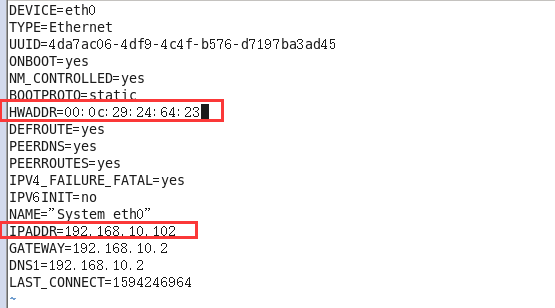 DEVICE=eth0
TYPE=Ethernet
UUID=4da7ac06-4df9-4c4f-b576-d7197ba3ad45
ONBOOT=yes
NM_CONTROLLED=yes
BOOTPROTO=static
HWADDR=00:0c:29:24:64:23
DEFROUTE=yes
PEERDNS=yes
PEERROUTES=yes
IPV4_FAILURE_FATAL=yes
IPV6INIT=no
NAME="System eth0"
IPADDR=192.168.10.102
GATEWAY=192.168.10.2
DNS1=192.168.10.2
LAST_CONNECT=1594246964
~